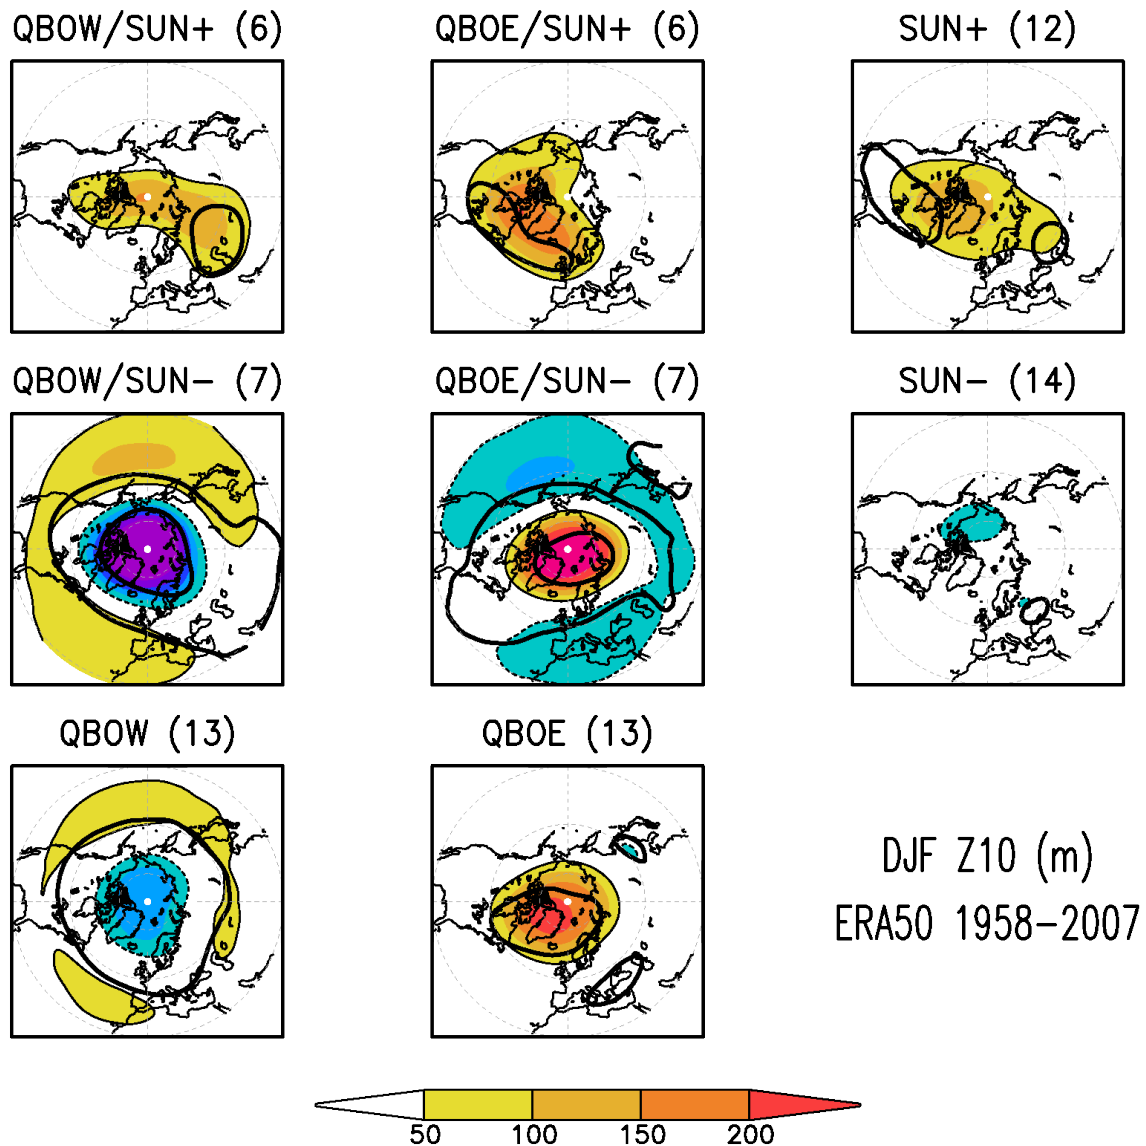 QBOW/SUN+ (6)
QBOE/SUN+ (6)
SUN+ (12)
QBOW/SUN- (7)
QBOE/SUN- (7)
SUN- (14)
QBOW (13)
QBOE (13)
DJF Z10 (m)
ERA50 1958-2007
50 100 150 200